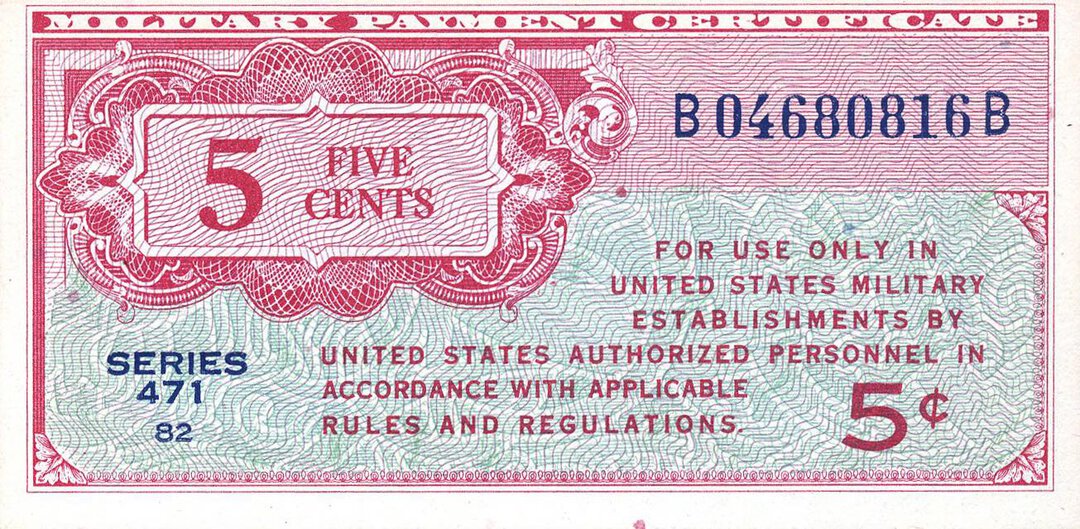 MILITARY PAYMENT CERTIFICATE
B04680816B
5 FIVE
CENTS
FOR USE ONLY IN
UNITED STATES MILITARY
ESTABLISHMENTS BY
UNITED STATES AUTHORIZED PERSONNEL IN
ACCORDANCE WITH APPLICABLE
RULES AND REGULATIONS.
SERIES
471
82
5¢